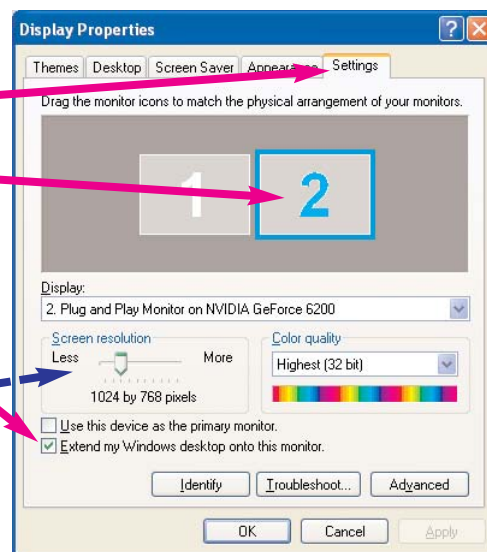 Display Properties
Themes Desktop Screen Saver Appearance Settings
Drag the monitor icons to match the physical arrangement of your monitors.
1 2
Display:
2. Plug and Play Monitor on NVIDIA GeForce 6200
Screen resolution
Less More
1024 by 768 pixels
Color quality
Highest (32 bit)
Use this device as the primary monitor.
Extend my Windows desktop onto this monitor.
Identify Troubleshoot... Advanced
OK Cancel Apply